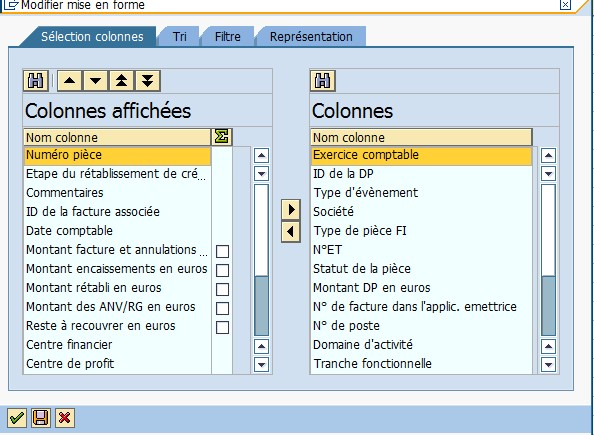 Modifier mise en forme
Sélection colonnes
Tri
Filtre
Représentation
Colonnes affichées
Nom colonne
Numéro pièce
Etape du rétablissement de cré...
Commentaires
ID de la facture associée
Date comptable
Montant facture et annulations ...
Montant encaissements en euros
Montant rétabli en euros
Montant des ANV/RG en euros
Reste à recouvrer en euros
Centre financier
Centre de profit
Colonnes
Nom colonne
Exercice comptable
ID de la DP
Type d'évènement
Société
Type de pièce FI
N°ET
Statut de la pièce
Montant DP en euros
N° de facture dans l'applic. emettrice
N° de poste
Domaine d'activité
Tranche fonctionnelle